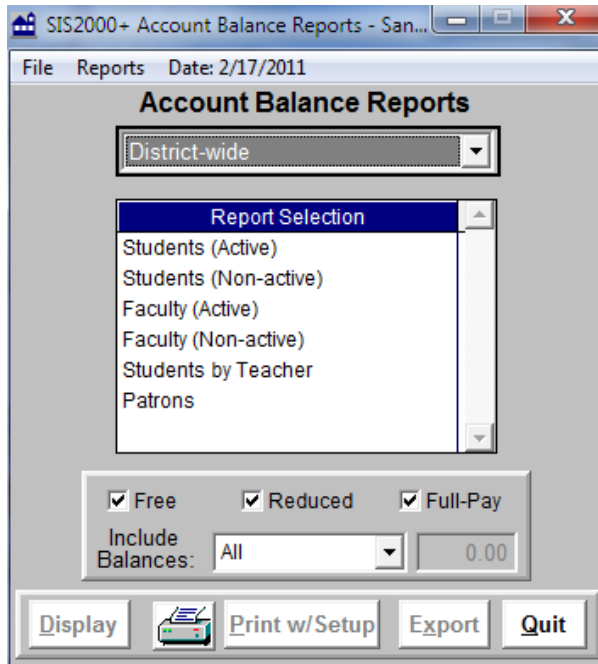 SIS2000+ Account Balance Reports - San...
File Reports Date: 2/17/2011
Account Balance Reports
District-wide
Report Selection
Students (Active)
Students (Non-active)
Faculty (Active)
Faculty (Non-active)
Students by Teacher
Patrons
Free Reduced Full-Pay
Include
Balances: All 0.00
Display Print w/Setup Export Quit